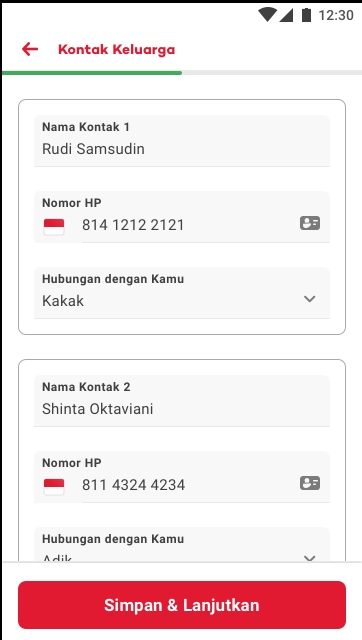 12:30
Kontak Keluarga
Nama Kontak 1
Rudi Samsudin
Nomor HP
814 1212 2121
Hubungan dengan Kamu
Kakak
Nama Kontak 2
Shinta Oktaviani
Nomor HP
811 4324 4234
Hubungan dengan Kamu
Adik
Simpan & Lanjutkan